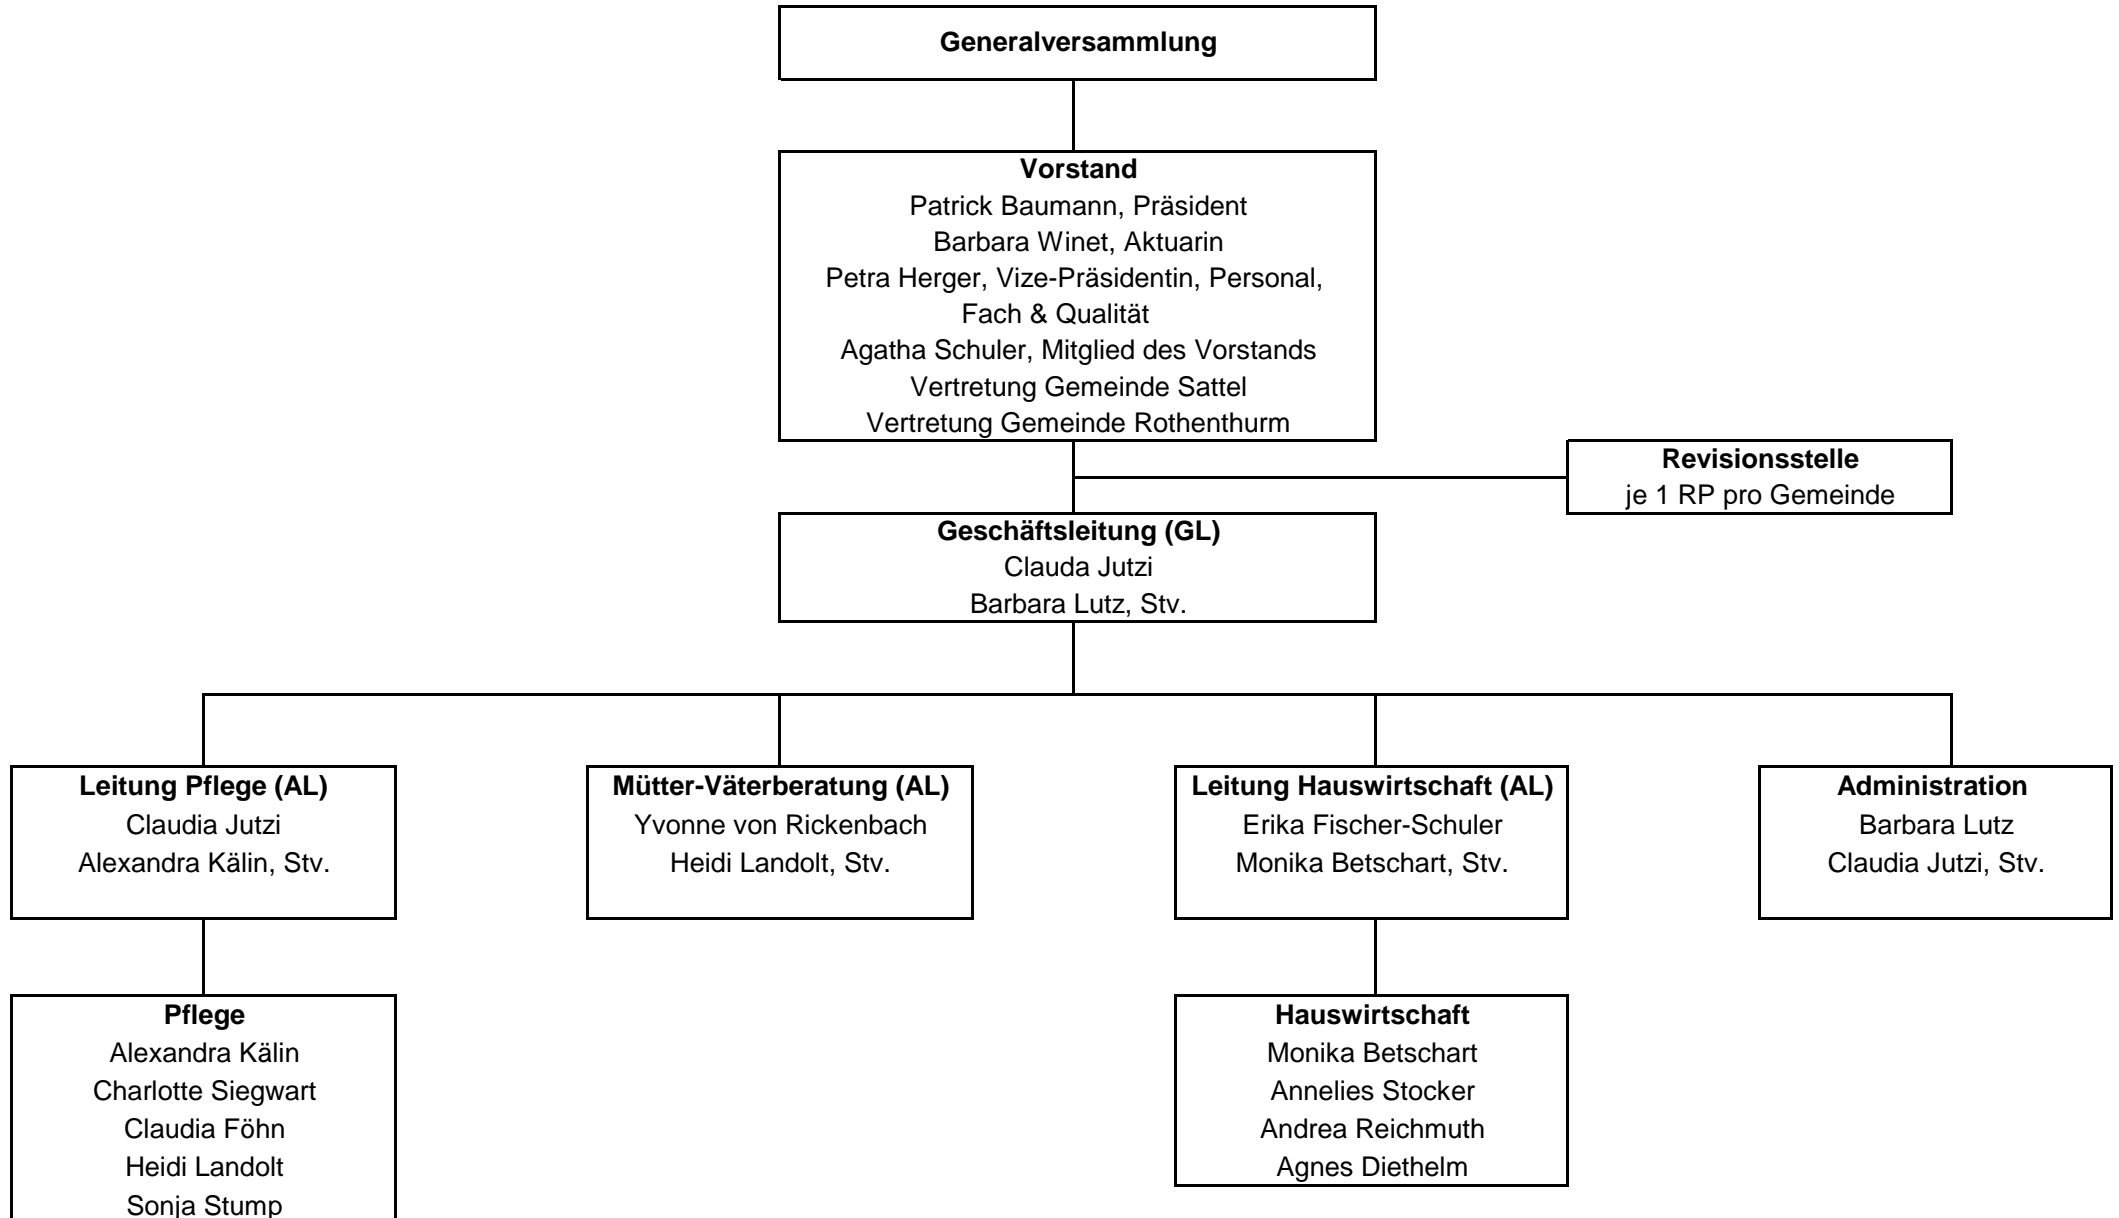 Generalversammlung
Vorstand
Patrick Baumann, Präsident
Barbara Winet, Aktuarin
Petra Herger, Vize-Präsidentin, Personal,
Fach & Qualität
Agatha Schuler, Mitglied des Vorstands
Vertretung Gemeinde Sattel
Vertretung Gemeinde Rothenthurm
Revisionsstelle
je 1 RP pro Gemeinde
Geschäftsleitung (GL)
Clauda Jutzi
Barbara Lutz, Stv.
Leitung Pflege (AL)
Claudia Jutzi
Alexandra Kälin, Stv.
Mütter-Väterberatung (AL)
Yvonne von Rickenbach
Heidi Landolt, Stv.
Leitung Hauswirtschaft (AL)
Erika Fischer-Schuler
Monika Betschart, Stv.
Administration
Barbara Lutz
Claudia Jutzi, Stv.
Pflege
Alexandra Kälin
Charlotte Siegwart
Claudia Föhn
Heidi Landolt
Sonja Stump
Hauswirtschaft
Monika Betschart
Annelies Stocker
Andrea Reichmuth
Agnes Diethelm